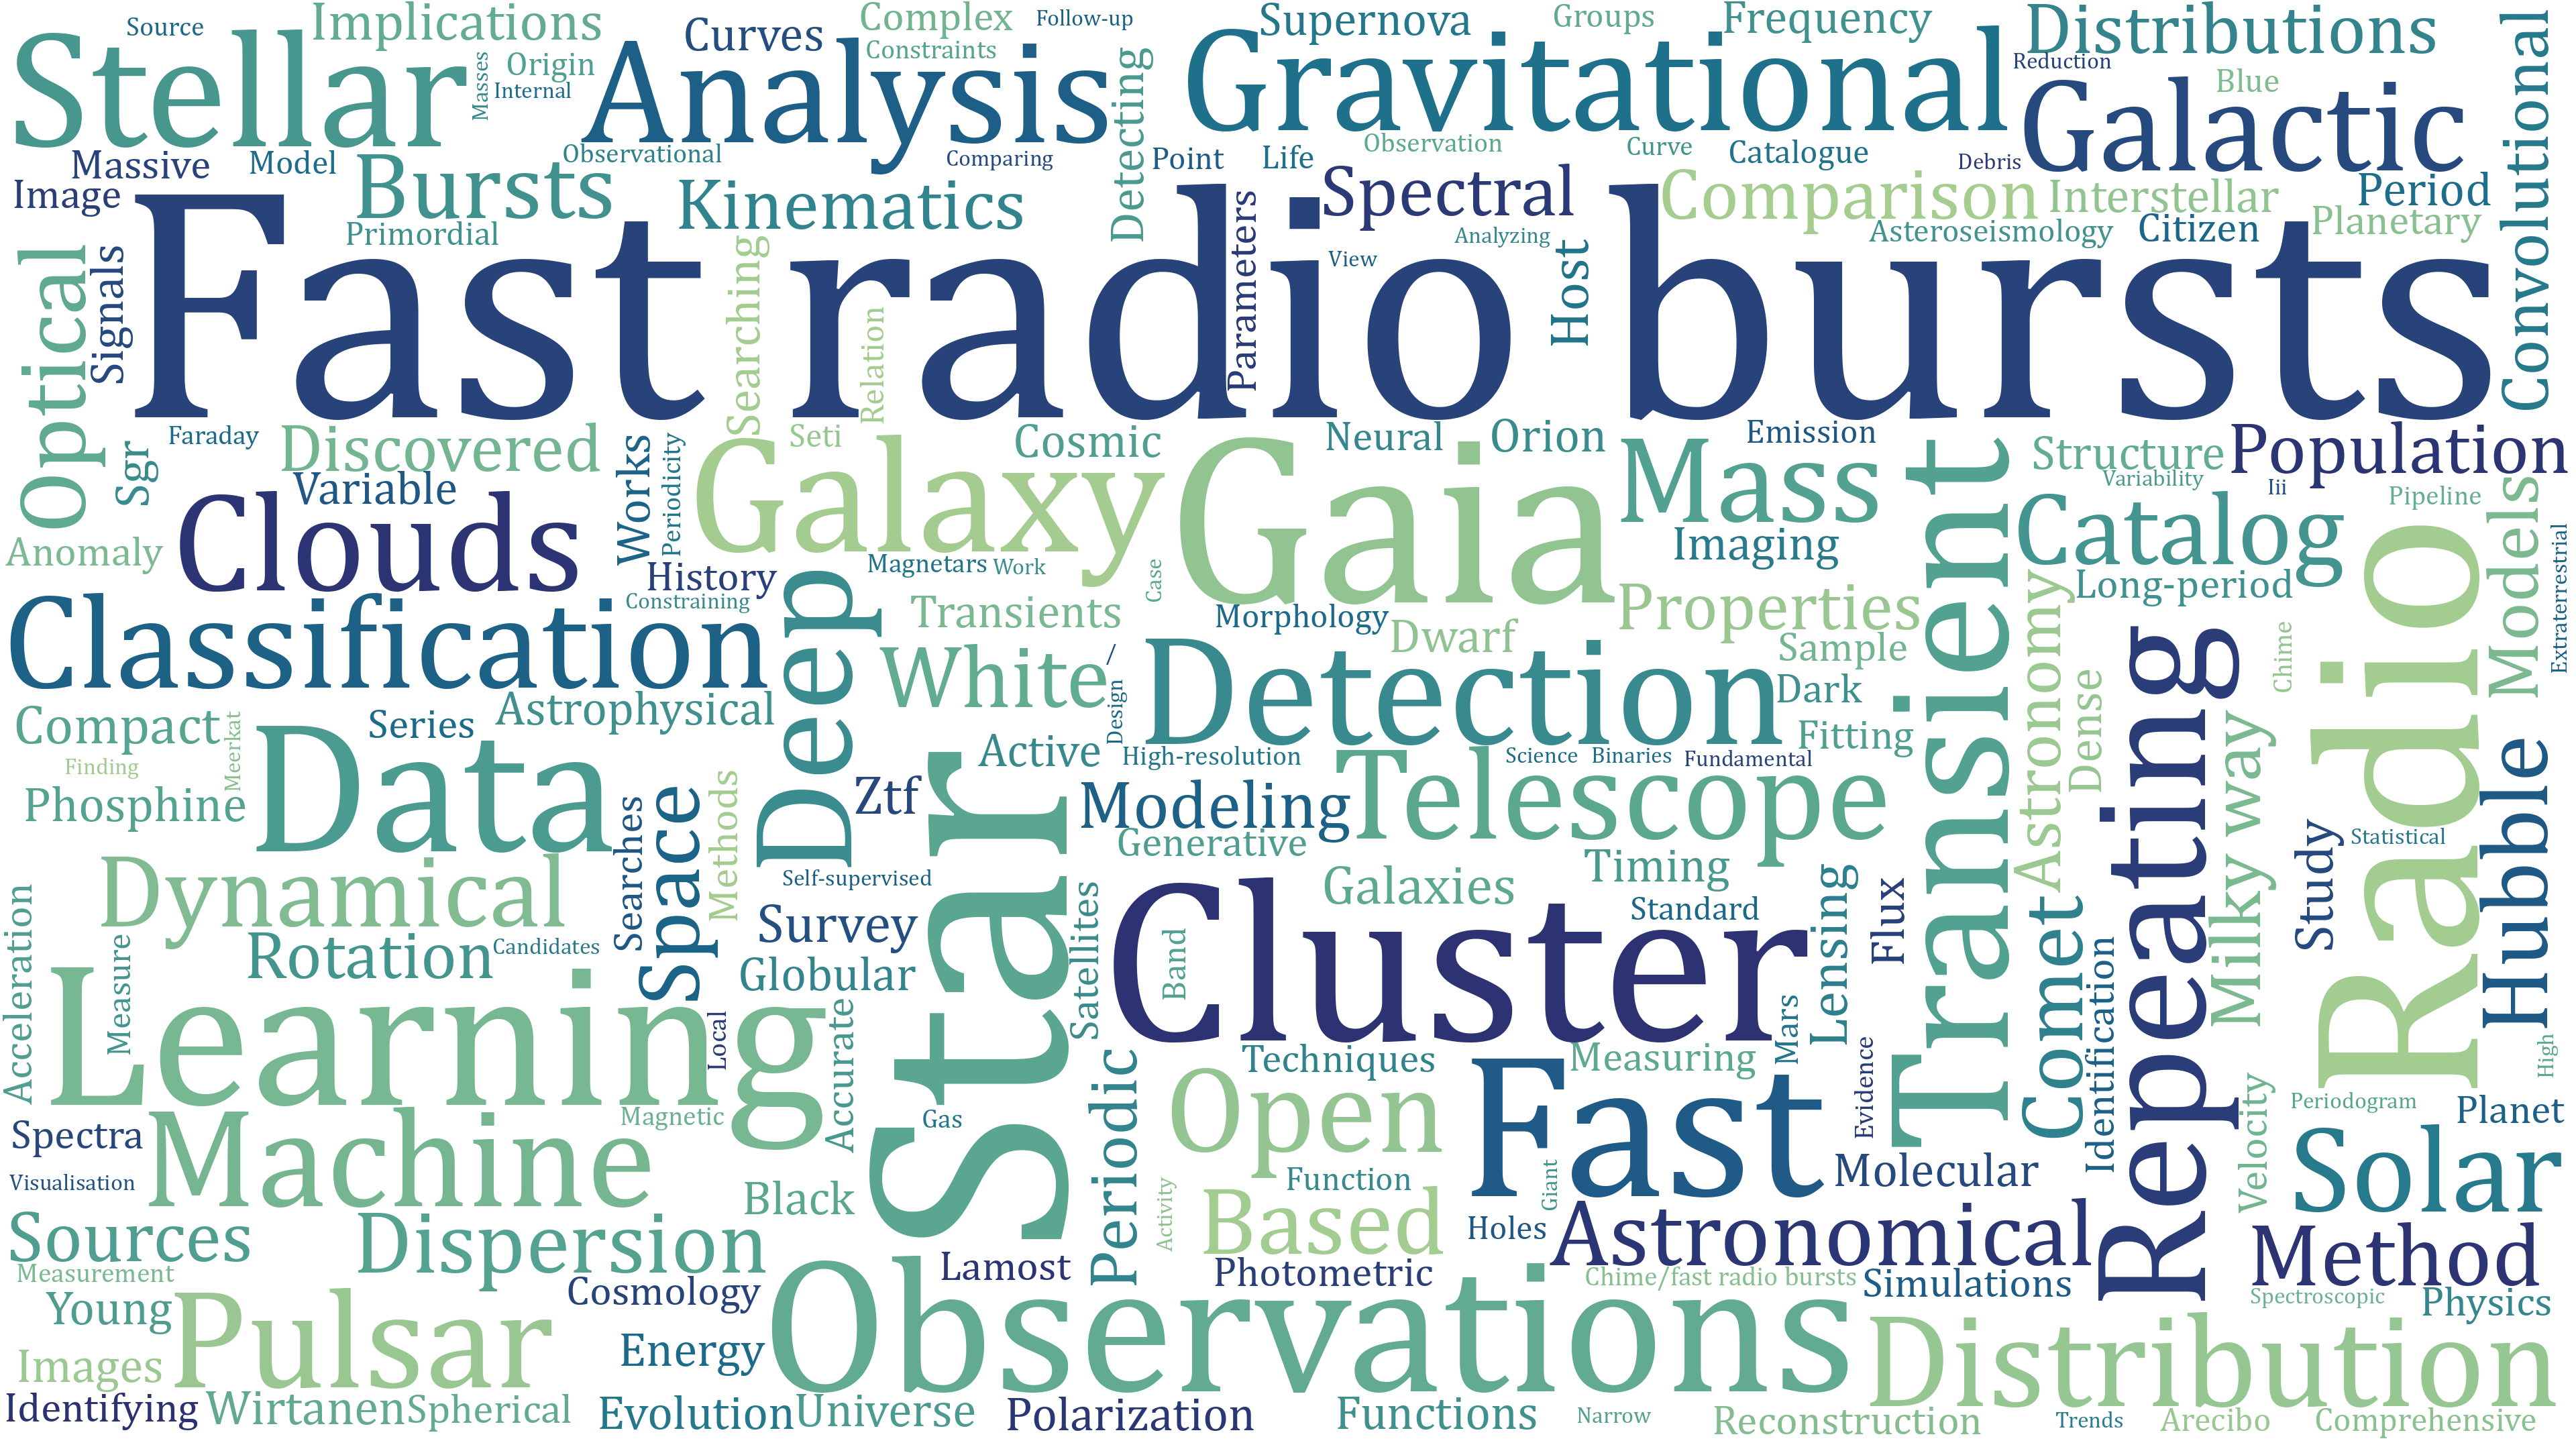 Source
Implications
Complex
Follow-up
Supernova
Groups
Frequency
Distributions
Stellar
Masses
Origin
Internal
Curves
Constraints
Analysis
Gravitational
Reduction
Blue
Galactic
Convolutional
Massive
Model
Observational
Comparing
Detecting
Point
Life
Observation
Curve
Catalogue
Debris
Image
Bursts
Kinematics
Spectral
Comparison
Interstellar
Period
Primordial
Parameters
Analyzing
Asteroseismology
Citizen
Planetary
View
Host
Optical
Signals
Fast radio bursts
Searching
Relation
Faraday
Discovered
Seti
Cosmic
Neural
Orion
Emission
Structure
Population
Sgr
Variable
Works
Periodicity
Galaxy
Gaia
Mass
Variability
Iii
Pipeline
Anomaly
Clouds
History
Magnetars
Work
Case
Imaging
Catalog
Models
Extraterrestrial
Constraining
Transients
Morphology
Dwarf
Properties
Long-period
Classification
Deep
White
/
Design
Detection
Sample
Dark
Transient
Astronomy
Dense
Chime
Radio
Compact
Series
Astrophysical
Active
High-resolution
Science
Binaries
Fundamental
Fitting
Finding
Meerkat
Data
Phosphine
Space
Methods
Searches
Ztf
Modeling
Telescope
Repeating
Milky way
Statistical
Hubble
Generative
Study
Dynamical
Self-supervised
Star
Galaxies
Timing
Acceleration
Survey
Satellites
Standard
Lensing
Flux
Comet
Rotation
Candidates
Globular
Band
Cluster
Measure
Learning
Local
Accurate
Mars
Identification
Techniques
Measuring
Evidence
Velocity
High
Periodogram
Planet
Magnetic
Gas
Periodic
Open
Fast
Spectra
Machine
Visualisation
Black
Function
Giant
Molecular
Solar
Sources
Dispersion
Activity
Based
Holes
Astronomical
Method
Measurement
Lamost
Photometric
Chime/fast radio bursts
Simulations
Spectroscopic
Physics
Young
Pulsar
Cosmology
Observations
Distribution
Images
Energy
Identifying
Wirtanen
Spherical
Evolution
Universe
Polarization
Functions
Narrow
Reconstruction
Trends
Arecibo
Comprehensive